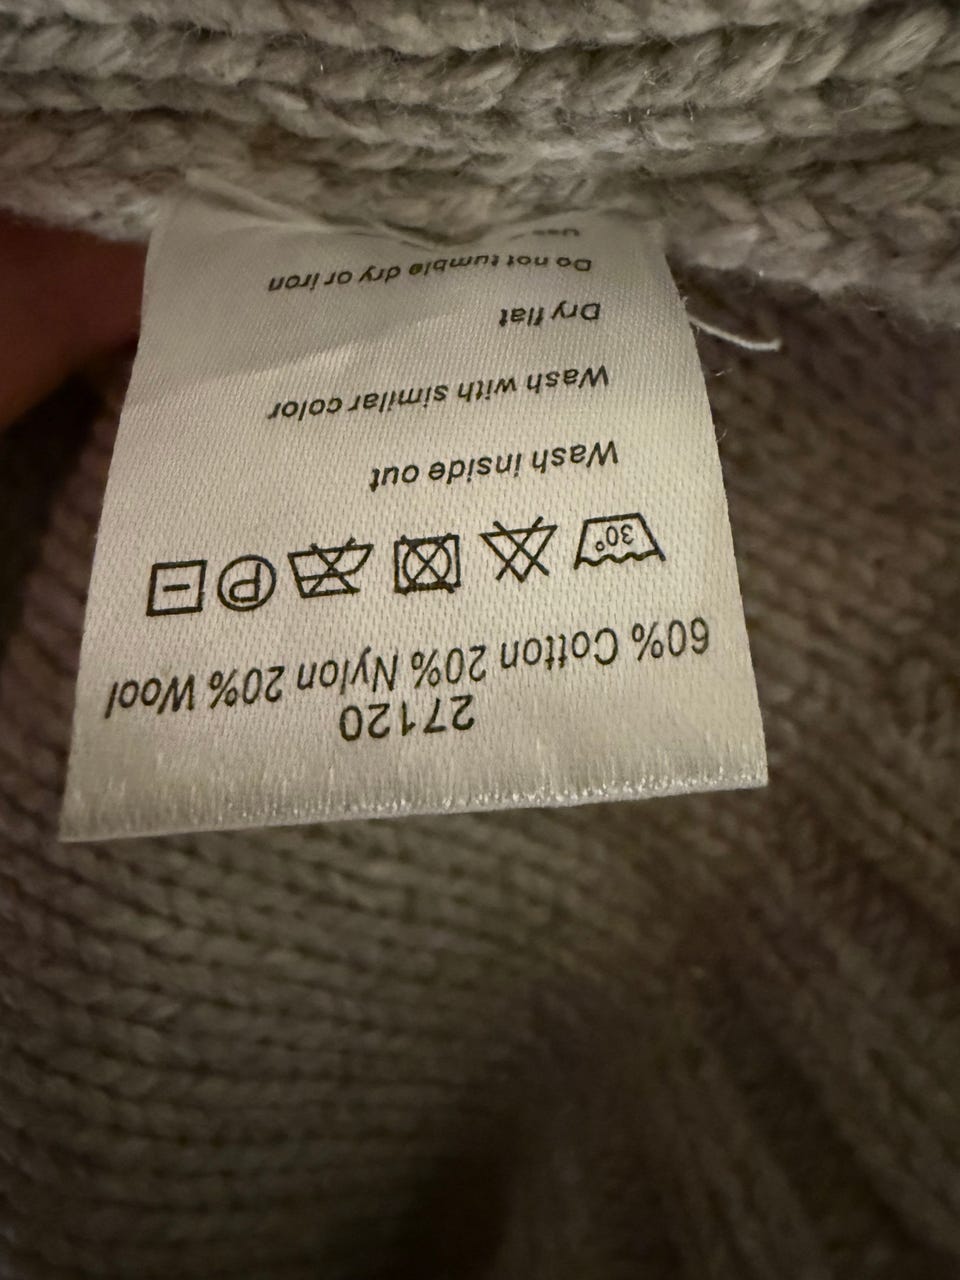 27120
60% Cotton 20% Nylon 20% Wool
30° P
Wash inside out
Wash with similar color
Dry flat
Do not tumble dry or iron